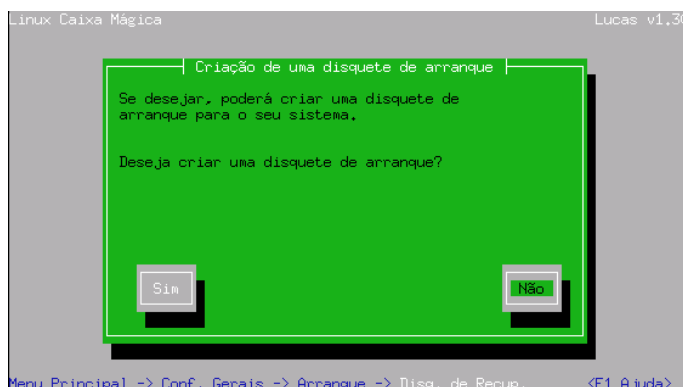 Linux Caixa Mágica Lucas v1.30
Criação de uma disquete de arranque
Se desejar, poderá criar uma disquete de
arranque para o seu sistema.
Deseja criar uma disquete de arranque?
Sim Não
Menu Principal -> Conf. Gerais -> Arranque -> Disq. de Recup. <F1 Ajuda>